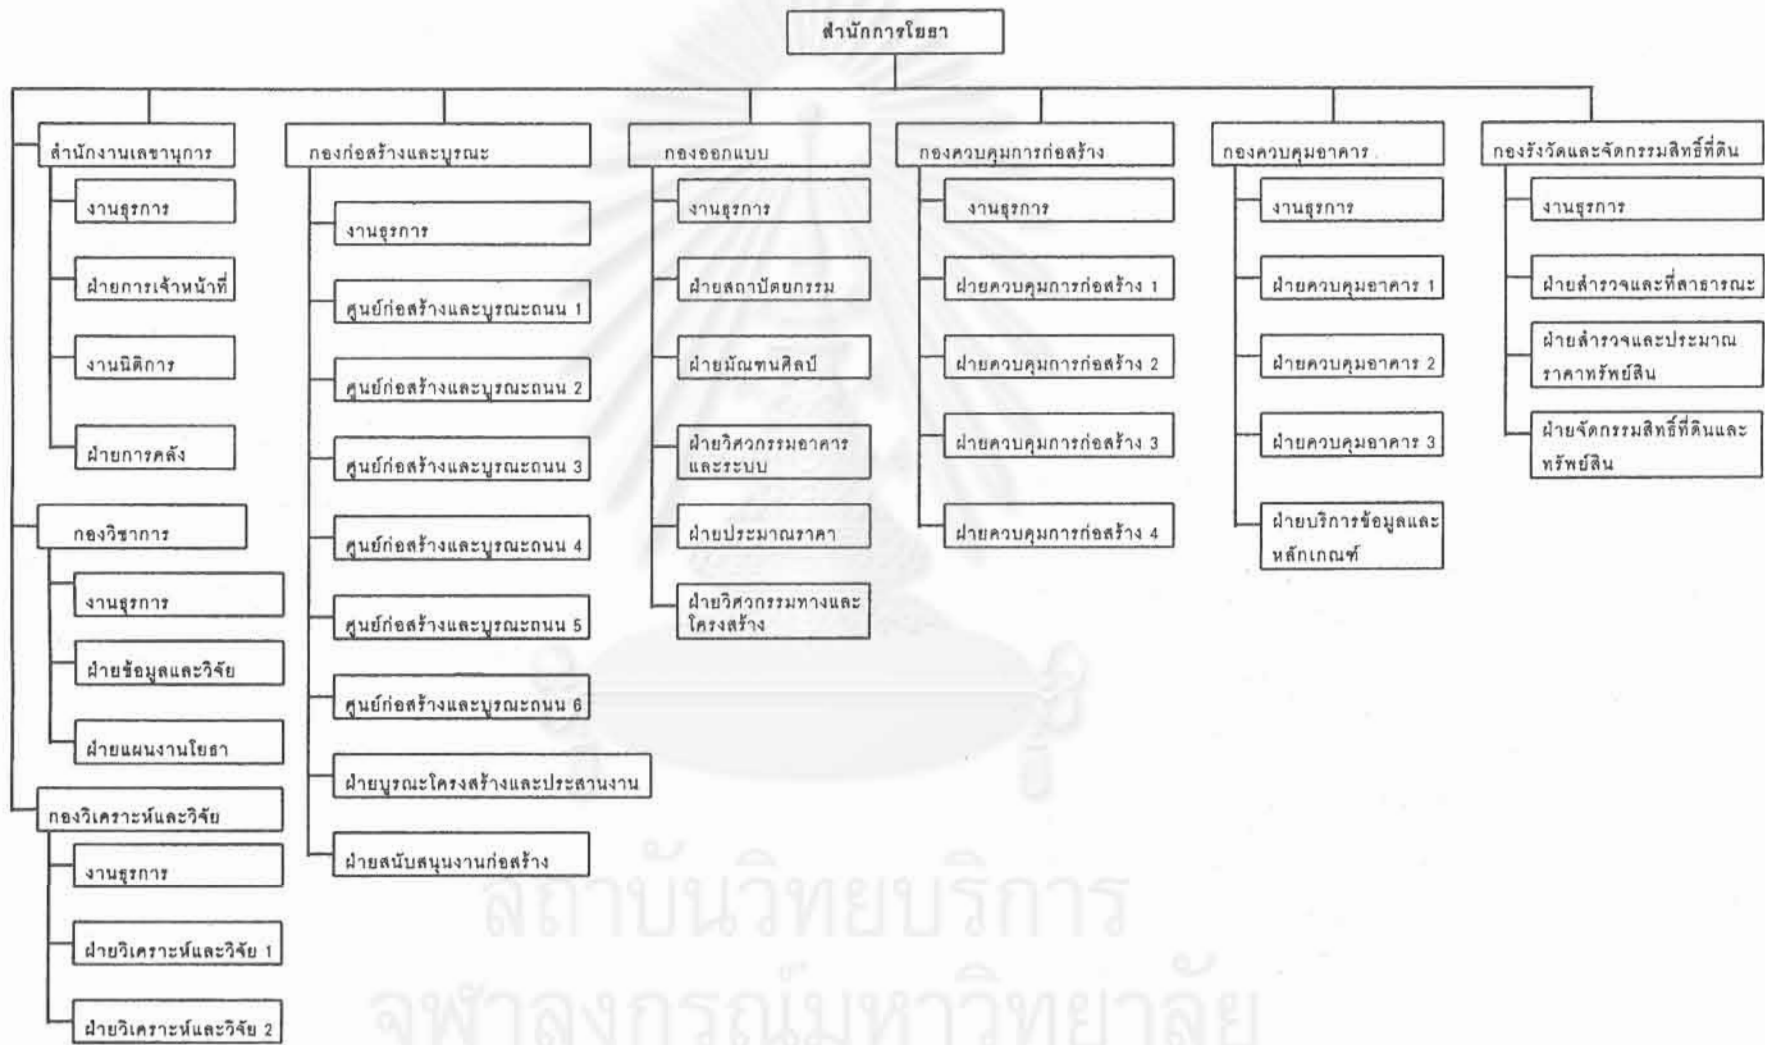 สำนักการโยธา
สำนักงานเลขานุการ
งานธุรการ
ฝ่ายการเจ้าหน้าที่
งานนิติการ
ฝ่ายการคลัง
กองวิชาการ
งานธุรการ
ฝ่ายข้อมูลและวิจัย
ฝ่ายแผนงานโยธา
กองวิเคราะห์และวิจัย
งานธุรการ
ฝ่ายวิเคราะห์และวิจัย 1
ฝ่ายวิเคราะห์และวิจัย 2
กองก่อสร้างและบูรณะ
งานธุรการ
ศูนย์ก่อสร้างและบูรณะถนน 1
ศูนย์ก่อสร้างและบูรณะถนน 2
ศูนย์ก่อสร้างและบูรณะถนน 3
ศูนย์ก่อสร้างและบูรณะถนน 4
ศูนย์ก่อสร้างและบูรณะถนน 5
ศูนย์ก่อสร้างและบูรณะถนน 6
ฝ่ายบูรณะโครงสร้างและประสานงาน
ฝ่ายสนับสนุนงานก่อสร้าง
กองออกแบบ
งานธุรการ
ฝ่ายสถาปัตยกรรม
ฝ่ายมัณฑนศิลป์
ฝ่ายวิศวกรรมอาคาร
และระบบ
ฝ่ายประมาณราคา
ฝ่ายวิศวกรรมทางและ
โครงสร้าง
กองควบคุมการก่อสร้าง
งานธุรการ
ฝ่ายควบคุมการก่อสร้าง 1
ฝ่ายควบคุมการก่อสร้าง 2
ฝ่ายควบคุมการก่อสร้าง 3
ฝ่ายควบคุมการก่อสร้าง 4
กองควบคุมอาคาร
งานธุรการ
ฝ่ายควบคุมอาคาร 1
ฝ่ายควบคุมอาคาร 2
ฝ่ายควบคุมอาคาร 3
ฝ่ายบริการข้อมูลและ
หลักเกณฑ์
กองรังวัดและจัดกรรมสิทธิ์ที่ดิน
งานธุรการ
ฝ่ายสำรวจและที่สาธารณะ
ฝ่ายสำรวจและประมาณ
ราคาทรัพย์สิน
ฝ่ายจัดกรรมสิทธิ์ที่ดินและ
ทรัพย์สิน
สถาบันวิทยบริการ
จุฬาลงกรณ์มหาวิทยาลัย